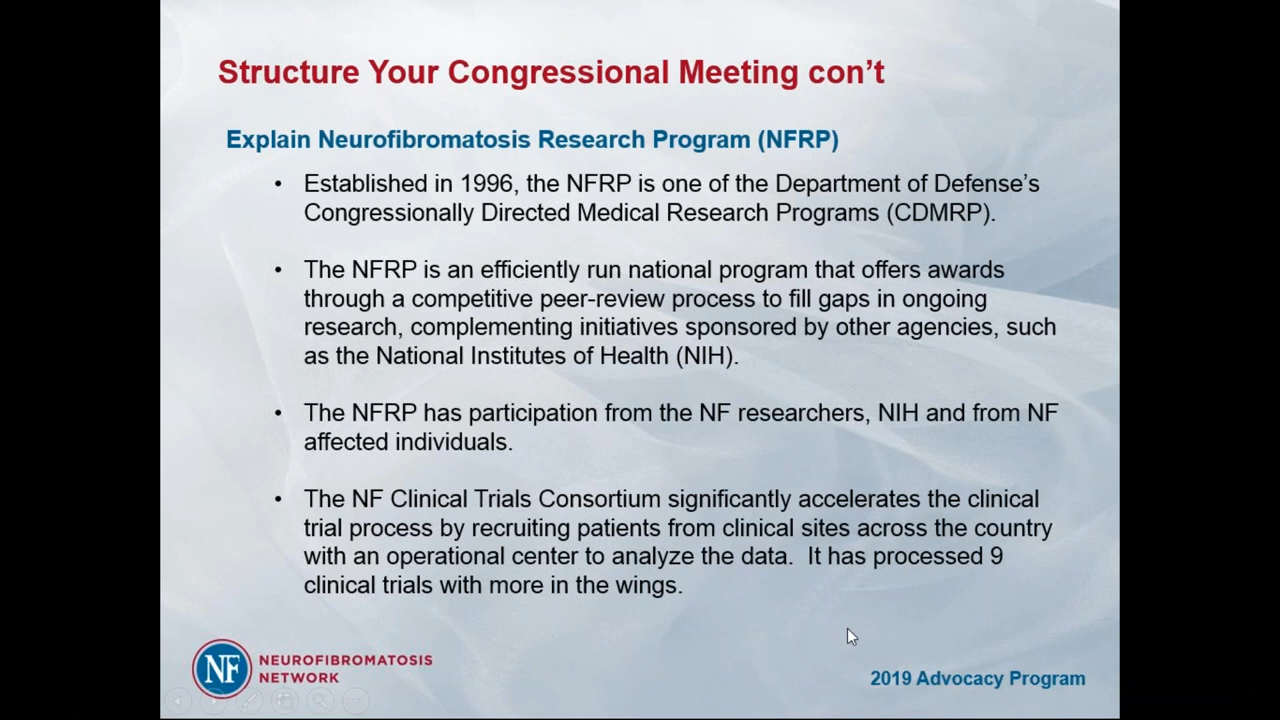 Structure Your Congressional Meeting con't
Explain Neurofibromatosis Research Program (NFRP)
• Established in 1996, the NFRP is one of the Department of Defense's
Congressionally Directed Medical Research Programs (CDMRP).
• The NFRP is an efficiently run national program that offers awards
through a competitive peer-review process to fill gaps in ongoing
research, complementing initiatives sponsored by other agencies, such
as the National Institutes of Health (NIH).
• The NFRP has participation from the NF researchers, NIH and from NF
affected individuals.
• The NF Clinical Trials Consortium significantly accelerates the clinical
trial process by recruiting patients from clinical sites across the country
with an operational center to analyze the data.  It has processed 9
clinical trials with more in the wings.
NF
NEUROFIBROMATOSIS
NETWORK
2019 Advocacy Program